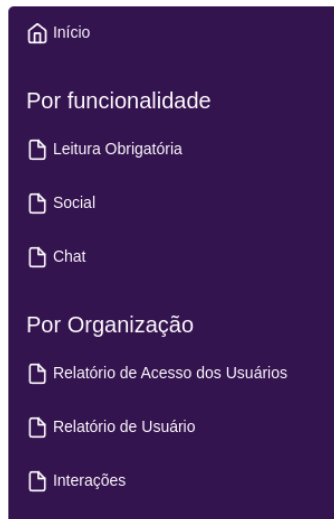 Início
Por funcionalidade
Leitura Obrigatória
Social
Chat
Por Organização
Relatório de Acesso dos Usuários
Relatório de Usuário
Interações